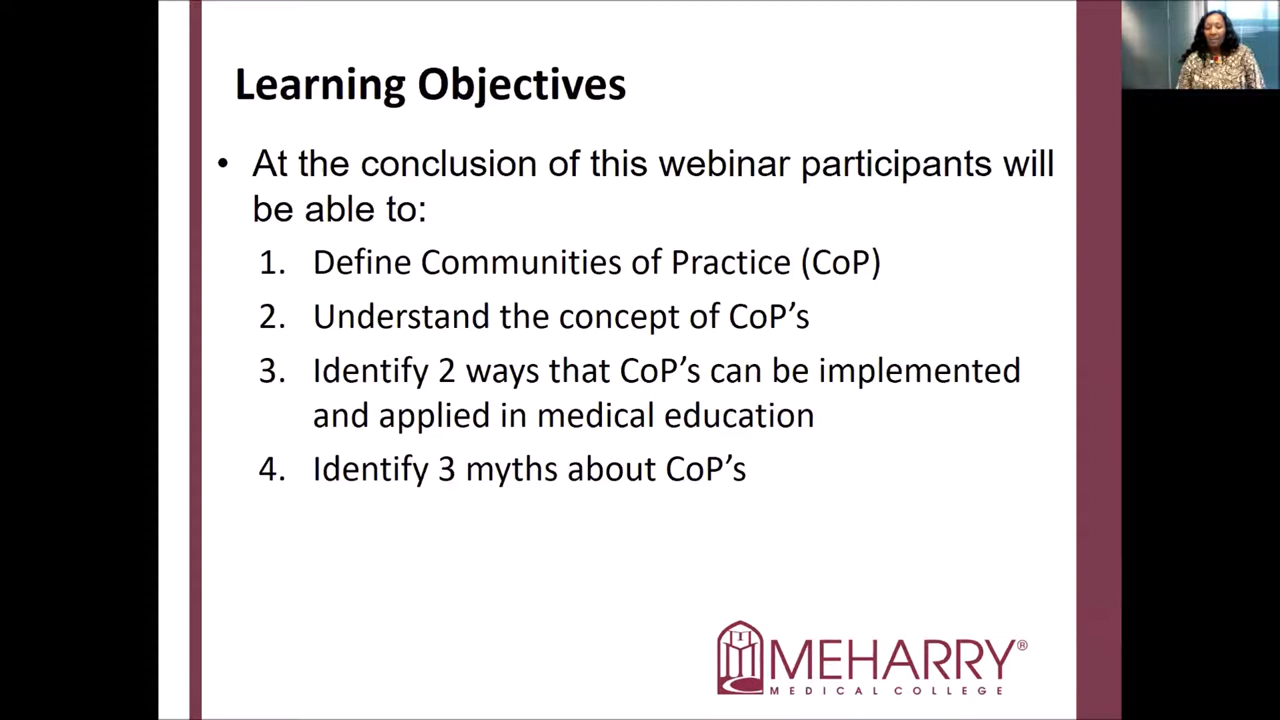 Learning Objectives
• At the conclusion of this webinar participants will
be able to:
1. Define Communities of Practice (CoP)
2. Understand the concept of CoP’s
3. Identify 2 ways that CoP’s can be implemented
and applied in medical education
4. Identify 3 myths about CoP’s
MEHARRY®
MEDICAL COLLEGE